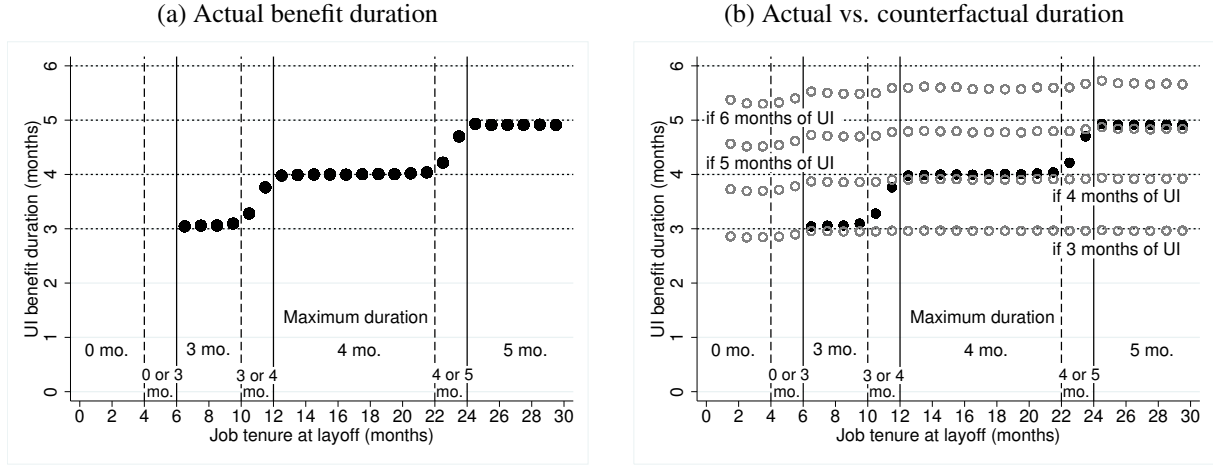 (a) Actual benefit duration
UI benefit duration (months)
6
5
4
3
2
1
0
Maximum duration
0 mo.
0 or 3
mo.
3 mo.
3 or 4
mo.
4 mo.
4 or 5
mo.
5 mo.
0 2 4 6 8 10 12 14 16 18 20 22 24 26 28 30
Job tenure at layoff (months)
(b) Actual vs. counterfactual duration
UI benefit duration (months)
6
5
4
3
2
1
0
if 6 months of UI
if 5 months of UI
if 4 months of UI
if 3 months of UI
Maximum duration
0 mo.
0 or 3
mo.
3 mo.
3 or 4
mo.
4 mo.
4 or 5
mo.
5 mo.
0 2 4 6 8 10 12 14 16 18 20 22 24 26 28 30
Job tenure at layoff (months)